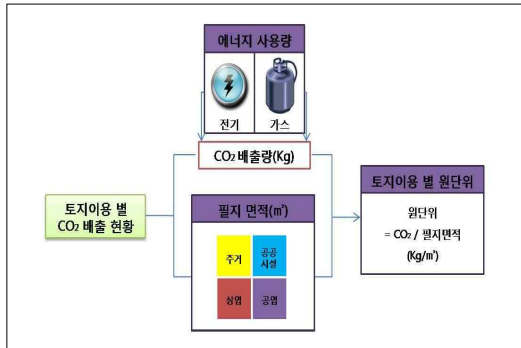 에너지 사용량
전기
가스
CO2 배출량(Kg)
토지이용 별
CO2 배출 현황
필지 면적(㎡)
주거
공공
시설
상업
공업
토지이용 별 원단위
원단위
= CO2 / 필지면적
(Kg/㎡)